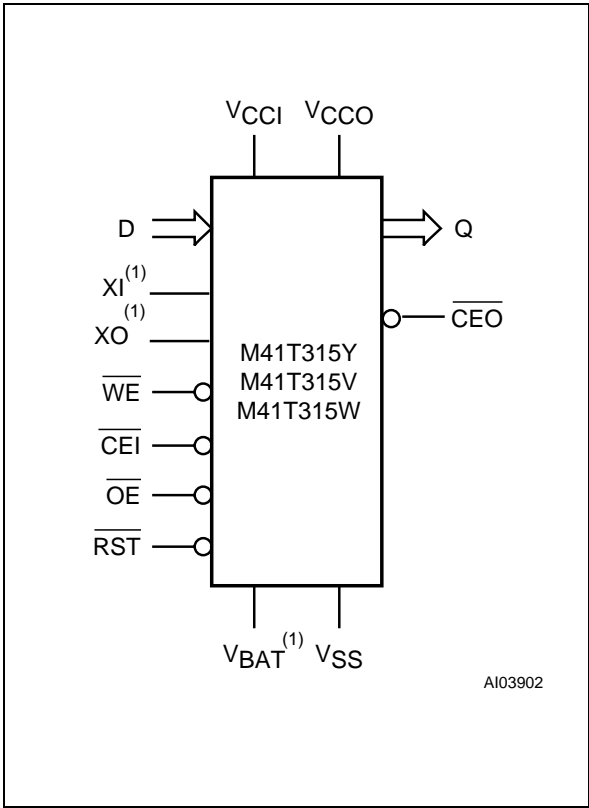 VCCI VCCO
D
Q
XI(1)
CEO
XO(1)
M41T315Y
M41T315V
M41T315W
WE
CEI
OE
RST
VBAT(1) VSS
AI03902